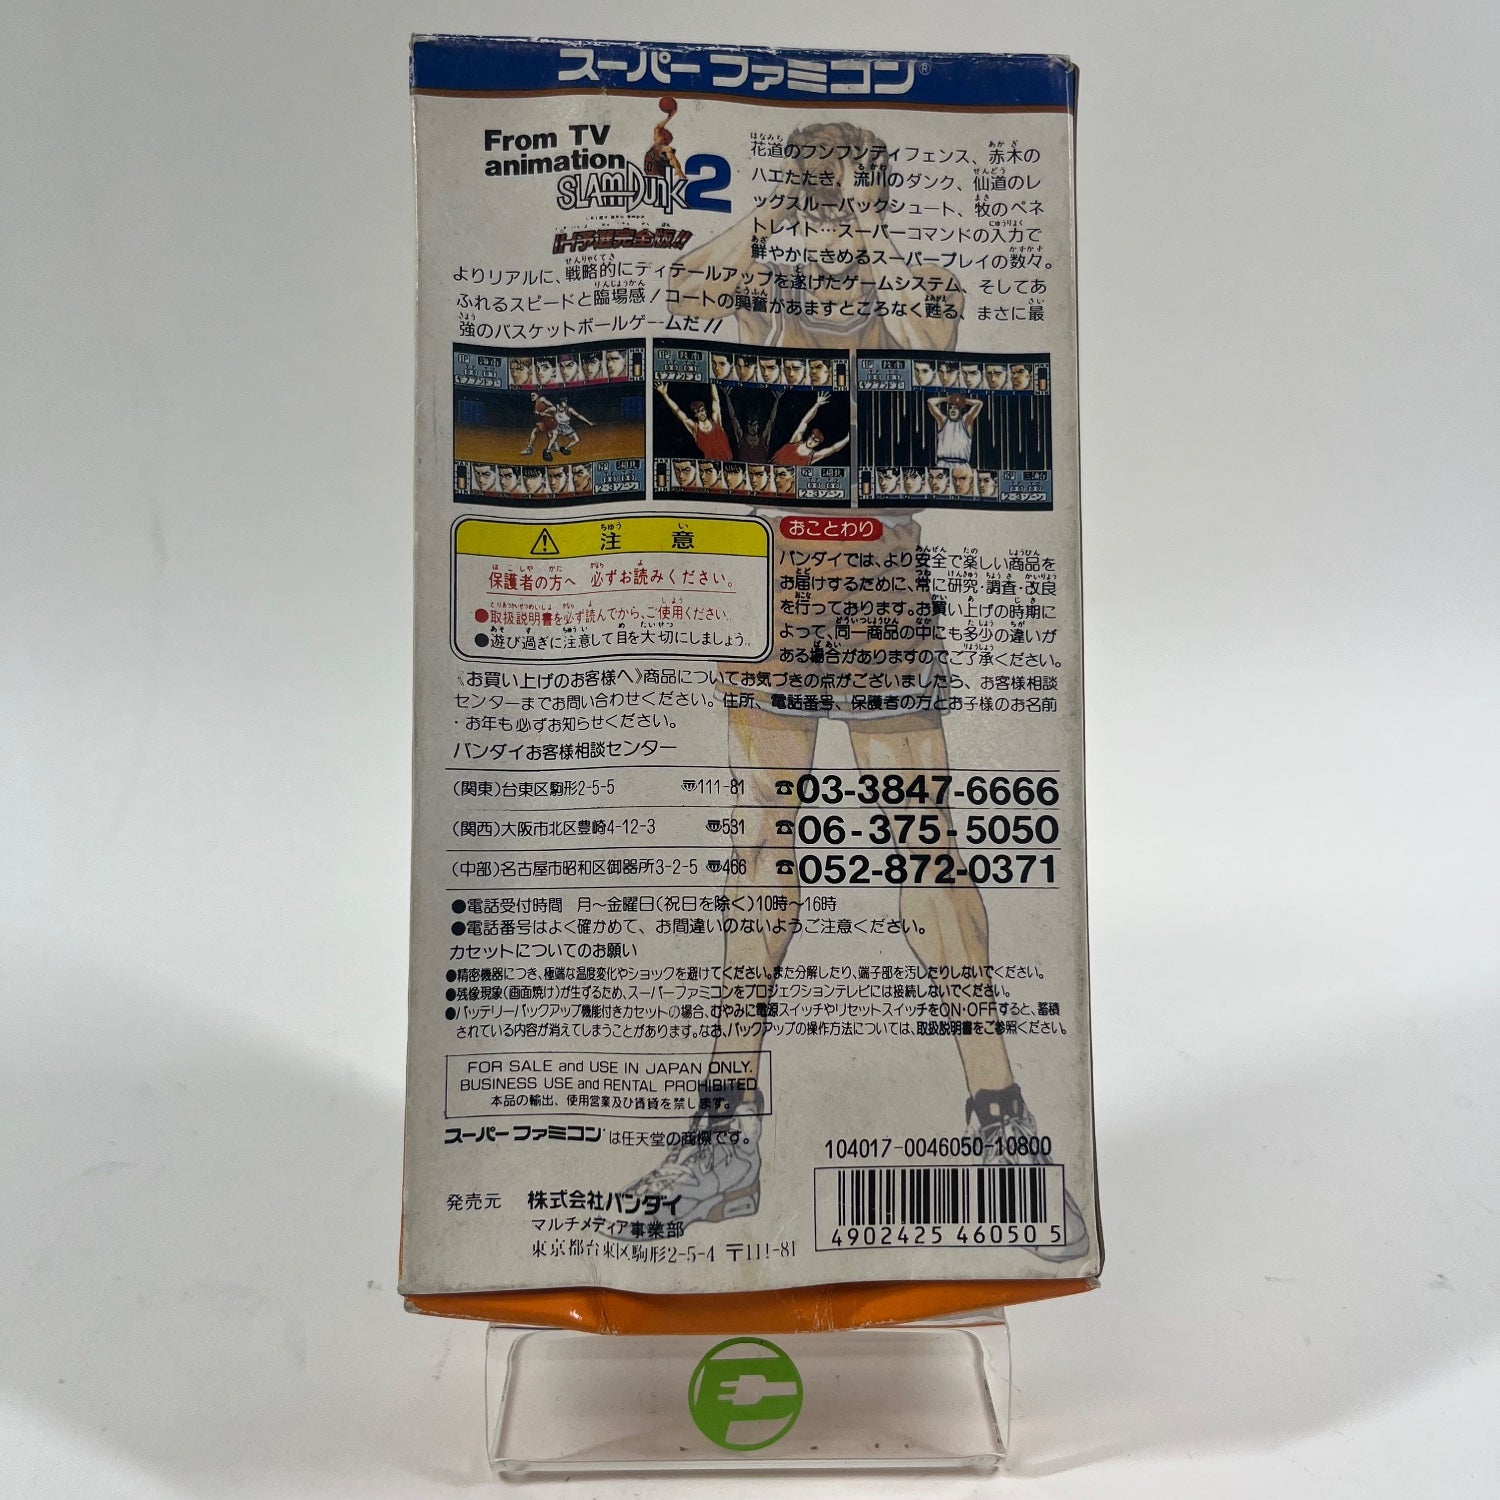 スーパーファミコン®
From TV
animation
SLAM DUNK 2
IH予選完全版!!
花道のフンフンディフェンス、赤木の
ハエたたき、流川のダンク、仙道のレ
ッグスルーバックシュート、牧のペネ
トレイト…スーパーコマンドの入力で
鮮やかにきめるスーパープレイの数々。
よりリアルに、戦略的にディテールアップを遂げたゲームシステム、そしてあ
ふれるスピードと臨場感!コートの興奮があますところなく甦る、まさに最
強のバスケットボールゲームだ!!
注意
保護者の方へ 必ずお読みください。
●取扱説明書を必ず読んでから、ご使用ください。
●遊び過ぎに注意して目を大切にしましょう。
おことわり
バンダイでは、より安全で楽しい商品を
お届けするために、常に研究・調査・改良
を行っております。お買い上げの時期に
よって、同一商品の中にも多少の違いが
ある場合がありますのでご了承ください。
《お買い上げのお客様へ》商品についてお気づきの点がございましたら、お客様相談
センターまでお問い合わせください。住所、電話番号、保護者の方とお子様のお名前
・お年も必ずお知らせください。
バンダイお客様相談センター
(関東)台東区駒形2-5-5 〠111-81 ☎03-3847-6666
(関西)大阪市北区豊崎4-12-3 〠531 ☎06-375-5050
(中部)名古屋市昭和区御器所3-2-5 〠466 ☎052-872-0371
●電話受付時間 月〜金曜日(祝日を除く)10時〜16時
●電話番号はよく確かめて、お間違いのないようご注意ください。
カセットについてのお願い
●精密機器につき、極端な温度変化やショックを避けてください。また分解したり、端子部を汚したりしないでください。
●残像現象(画面焼け)が生ずるため、スーパーファミコンをプロジェクションテレビには接続しないでください。
●バッテリーバックアップ機能付きカセットの場合、むやみに電源スイッチやリセットスイッチをON・OFFすると、蓄積
されている内容が消えてしまうことがあります。なお、バックアップの操作方法については、取扱説明書をご参照ください。
FOR SALE and USE IN JAPAN ONLY.
BUSINESS USE and RENTAL PROHIBITED
本品の輸出、使用営業及び賃貸を禁します。
スーパーファミコンは任天堂の商標です。
104017-0046050-10800
発売元 株式会社バンダイ
マルチメディア事業部
東京都台東区駒形2-5-4 〒111-81
4902425 46050 5